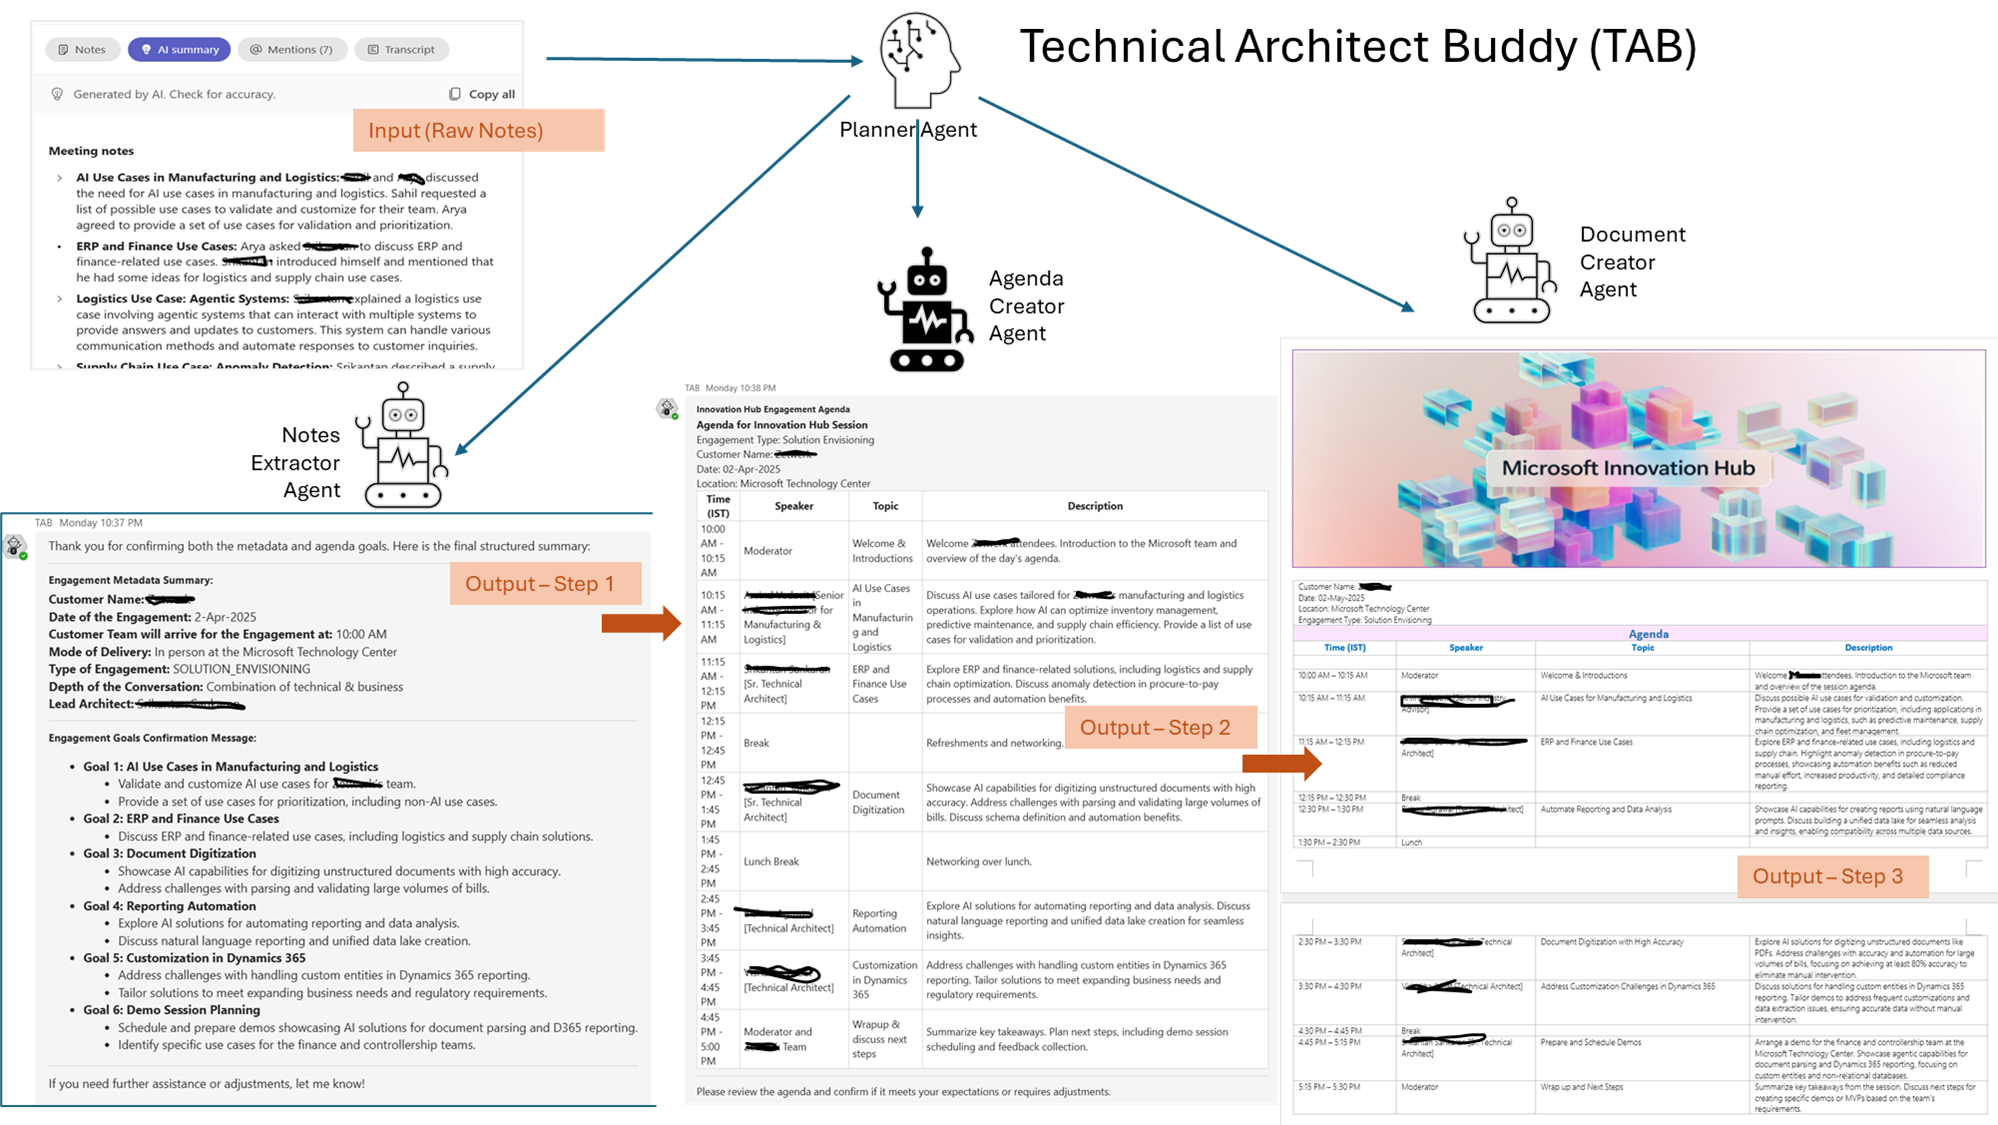 Technical Architect Buddy (TAB)
Notes
AI summary
Mentions (7)
Transcript
Generated by AI. Check for accuracy.
Copy all
Input (Raw Notes)
Meeting notes
AI Use Cases in Manufacturing and Logistics: and discussed
the need for AI use cases in manufacturing and logistics. Sahil requested a
list of possible use cases to validate and customize for their team. Arya
agreed to provide a set of use cases for validation and prioritization.
ERP and Finance Use Cases: Arya asked to discuss ERP and
finance-related use cases. introduced himself and mentioned that
he had some ideas for logistics and supply chain use cases.
Logistics Use Case: Agentic Systems: explained a logistics use
case involving agentic systems that can interact with multiple systems to
provide answers and updates to customers. This system can handle various
communication methods and automate responses to customer inquiries.
Supply Chain Use Case: Anomaly Detection: Srikantan described a supply
Planner Agent
Notes
Extractor
Agent
Agenda
Creator
Agent
Document
Creator
Agent
TAB Monday 10:37 PM
Thank you for confirming both the metadata and agenda goals. Here is the final structured summary:
Output – Step 1
Engagement Metadata Summary:
Customer Name:
Date of the Engagement: 2-Apr-2025
Customer Team will arrive for the Engagement at: 10:00 AM
Mode of Delivery: In person at the Microsoft Technology Center
Type of Engagement: SOLUTION_ENVISIONING
Depth of the Conversation: Combination of technical & business
Lead Architect:
Engagement Goals Confirmation Message:
• Goal 1: AI Use Cases in Manufacturing and Logistics
• Validate and customize AI use cases for team.
• Provide a set of use cases for prioritization, including non-AI use cases.
• Goal 2: ERP and Finance Use Cases
• Discuss ERP and finance-related use cases, including logistics and supply chain solutions.
• Goal 3: Document Digitization
• Showcase AI capabilities for digitizing unstructured documents with high accuracy.
• Address challenges with parsing and validating large volumes of bills.
• Goal 4: Reporting Automation
• Explore AI solutions for automating reporting and data analysis.
• Discuss natural language reporting and unified data lake creation.
• Goal 5: Customization in Dynamics 365
• Address challenges with handling custom entities in Dynamics 365 reporting.
• Tailor solutions to meet expanding business needs and regulatory requirements.
• Goal 6: Demo Session Planning
• Schedule and prepare demos showcasing AI solutions for document parsing and D365 reporting.
• Identify specific use cases for the finance and controllership teams.
If you need further assistance or adjustments, let me know!
TAB Monday 10:38 PM
Innovation Hub Engagement Agenda
Agenda for Innovation Hub Session
Engagement Type: Solution Envisioning
Customer Name:
Date: 02-Apr-2025
Location: Microsoft Technology Center
Time (IST) Speaker Topic Description
10:00 AM - 10:15 AM Moderator Welcome & Introductions Welcome attendees. Introduction to the Microsoft team and
overview of the day's agenda.
10:15 AM - 11:15 AM [Senior for Manufacturing & Logistics] AI Use Cases in Manufacturing and Logistics Discuss AI use cases tailored for manufacturing and logistics
operations. Explore how AI can optimize inventory management,
predictive maintenance, and supply chain efficiency. Provide a list of use
cases for validation and prioritization.
11:15 AM - 12:15 PM [Sr. Technical Architect] ERP and Finance Use Cases Explore ERP and finance-related solutions, including logistics and supply
chain optimization. Discuss anomaly detection in procure-to-pay
processes and automation benefits.
12:15 PM - 12:45 PM Break Refreshments and networking.
Output – Step 2
12:45 PM - 1:45 PM [Sr. Technical Architect] Document Digitization Showcase AI capabilities for digitizing unstructured documents with high
accuracy. Address challenges with parsing and validating large volumes of
bills. Discuss schema definition and automation benefits.
1:45 PM - 2:45 PM Lunch Break Networking over lunch.
2:45 PM - 3:45 PM [Technical Architect] Reporting Automation Explore AI solutions for automating reporting and data analysis. Discuss
natural language reporting and unified data lake creation for seamless
insights.
3:45 PM - 4:45 PM [Technical Architect] Customization in Dynamics 365 Address challenges with handling custom entities in Dynamics 365
reporting. Tailor solutions to meet expanding business needs and
regulatory requirements.
4:45 PM - 5:00 PM Moderator and Team Wrapup & discuss next steps Summarize key takeaways. Plan next steps, including demo session
scheduling and feedback collection.
Please review the agenda and confirm if it meets your expectations or requires adjustments.
Microsoft Innovation Hub
Customer Name:
Date: 02-May-2025
Location: Microsoft Technology Center
Engagement Type: Solution Envisioning
Agenda
Time (IST) Speaker Topic Description
10:00 AM – 10:15 AM Moderator Welcome & Introductions Welcome attendees. Introduction to the Microsoft team
and overview of the session agenda.
10:15 AM – 11:15 AM Advisor] AI Use Cases for Manufacturing and Logistics Discuss possible AI use cases for validation and customization.
Provide a set of use cases for prioritization, including applications in
manufacturing and logistics, such as predictive maintenance, supply
chain optimization, and fleet management.
11:15 AM – 12:15 PM Architect] ERP and Finance Use Cases Explore ERP and finance-related use cases, including logistics and
supply chain. Highlight anomaly detection in procure-to-pay
processes, showcasing automation benefits such as reduced
manual effort, increased productivity, and detailed compliance
reporting.
12:15 PM – 12:30 PM Break
12:30 PM – 1:30 PM Automate Reporting and Data Analysis Showcase AI capabilities for creating reports using natural language
prompts. Discuss building a unified data lake for seamless analysis
and insights, enabling compatibility across multiple data sources.
1:30 PM – 2:30 PM Lunch
Output – Step 3
2:30 PM – 3:30 PM Technical Architect] Document Digitization with High Accuracy Explore AI solutions for digitizing unstructured documents like
PDFs. Address challenges with accuracy and automation for large
volumes of bills, focusing on achieving at least 80% accuracy to
eliminate manual intervention.
3:30 PM – 4:30 PM Technical Architect] Address Customization Challenges in Dynamics 365 Discuss solutions for handling custom entities in Dynamics 365
reporting. Tailor demos to address frequent customizations and
data extraction issues, ensuring accurate data without manual
intervention.
4:30 PM – 4:45 PM Break
4:45 PM – 5:15 PM Technical Architect] Prepare and Schedule Demos Arrange a demo for the finance and controllership team at the
Microsoft Technology Center. Showcase agentic capabilities for
document parsing and Dynamics 365 reporting, focusing on
custom entities and non-relational databases.
5:15 PM – 5:30 PM Moderator Wrap up and Next Steps Summarize key takeaways from the session. Discuss next steps for
creating specific demos or MVPs based on the team's
requirements.